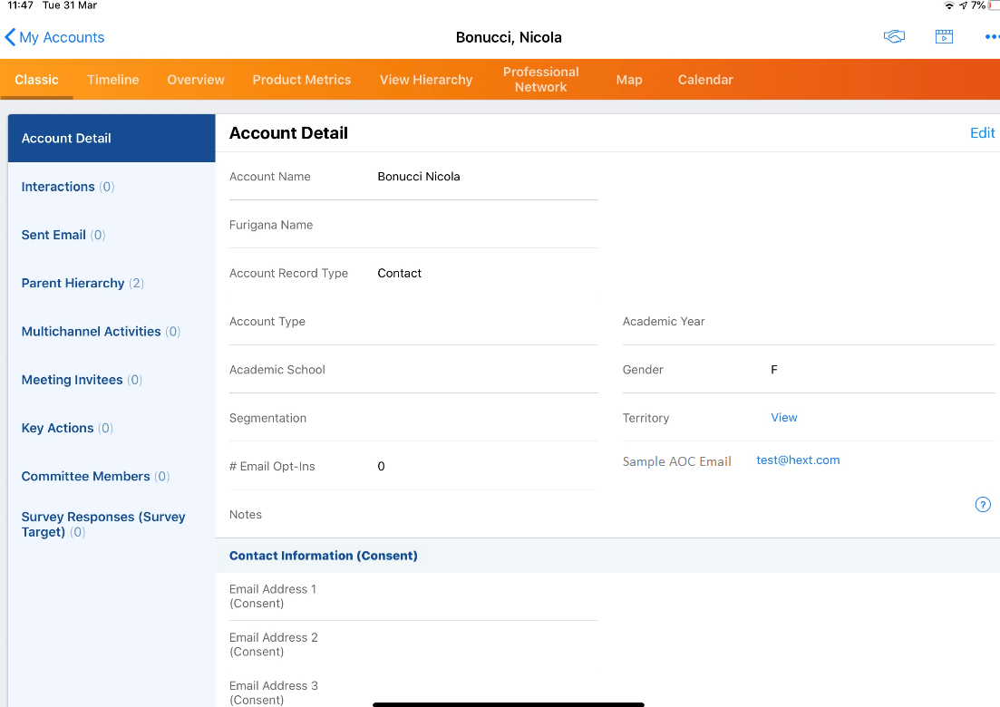 11:47 Tue 31 Mar 7%
My Accounts
Bonucci, Nicola
Classic
Timeline
Overview
Product Metrics
View Hierarchy
Professional
Network
Map
Calendar
Account Detail
Interactions (0)
Sent Email (0)
Parent Hierarchy (2)
Multichannel Activities (0)
Meeting Invitees (0)
Key Actions (0)
Committee Members (0)
Survey Responses (Survey
Target) (0)
Account Detail
Edit
Account Name Bonucci Nicola
Furigana Name
Account Record Type Contact
Account Type
Academic Year
Academic School
Gender F
Segmentation
Territory View
# Email Opt-Ins 0
Sample AOC Email test@hext.com
Notes
?
Contact Information (Consent)
Email Address 1
(Consent)
Email Address 2
(Consent)
Email Address 3
(Consent)